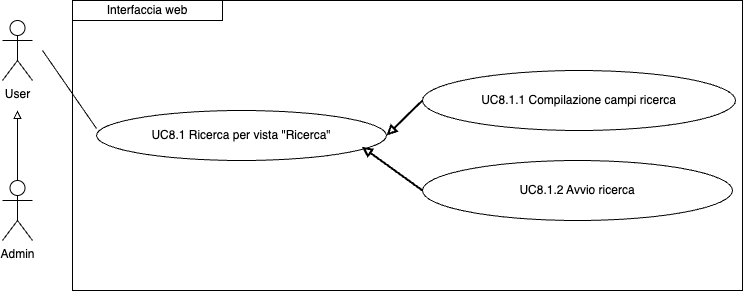 Interfaccia web
User
UC8.1.1 Compilazione campi ricerca
UC8.1 Ricerca per vista "Ricerca"
UC8.1.2 Avvio ricerca
Admin